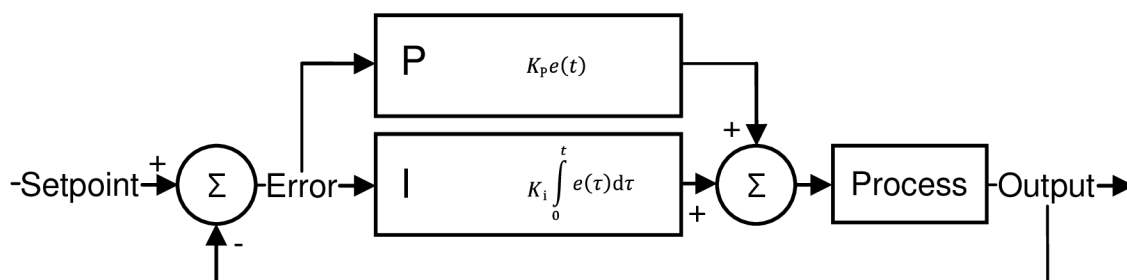 P K_P e(t)
+ +
-Setpoint Σ Error I K_i ∫_0^t e(τ)dτ Σ Process Output
+
-